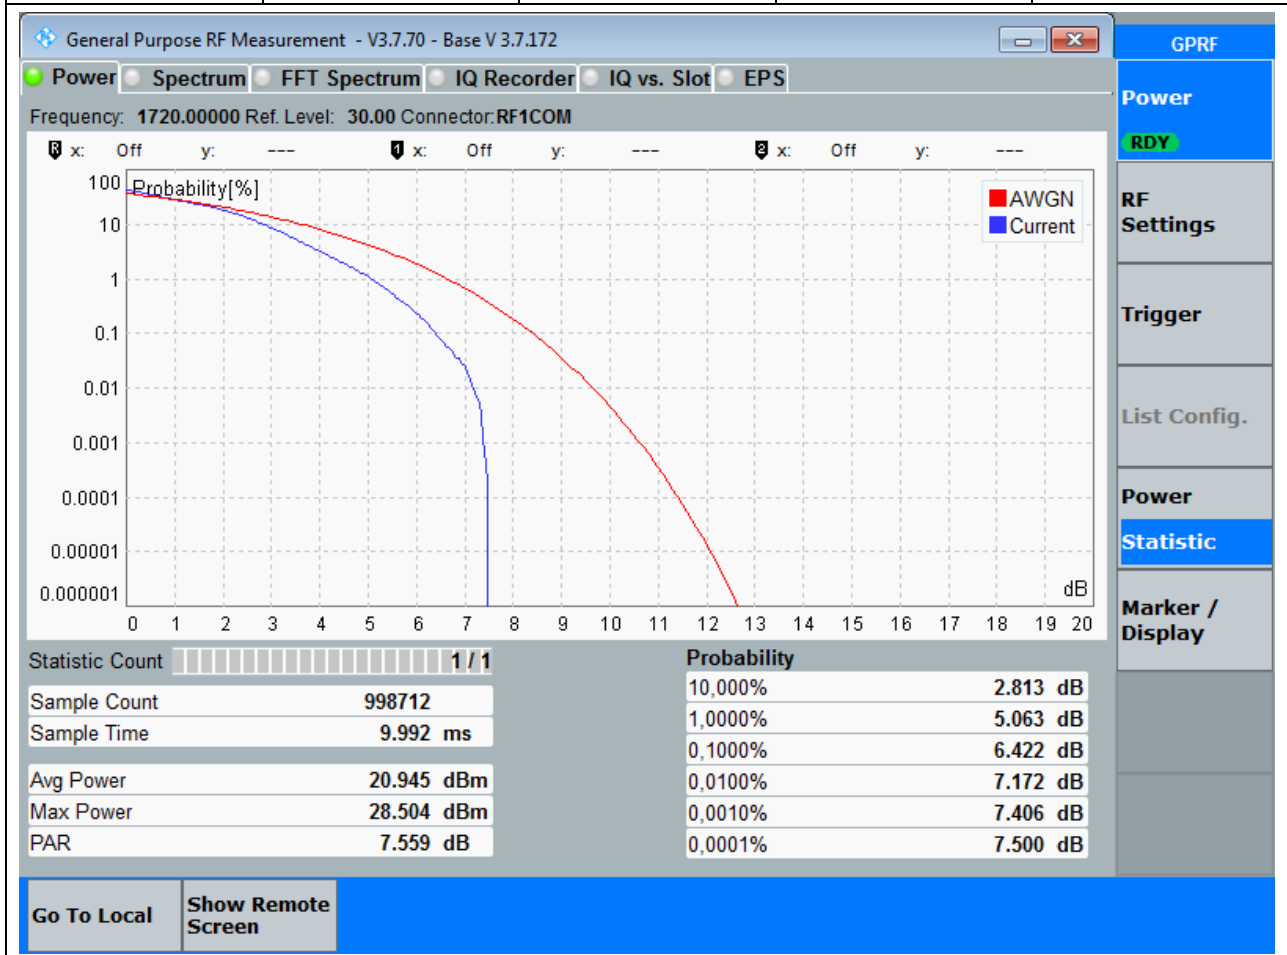 General Purpose RF Measurement - V3.7.70 - Base V 3.7.172
GPRF
Power Spectrum FFT Spectrum IQ Recorder IQ vs. Slot EPS
Frequency: 1720.00000 Ref. Level: 30.00 Connector:RF1COM
R x: Off y: --- 1 x: Off y: --- 2 x: Off y: ---
Probability[%]
AWGN
Current
100
10
1
0.1
0.01
0.001
0.0001
0.00001
0.000001
dB
0 1 2 3 4 5 6 7 8 9 10 11 12 13 14 15 16 17 18 19 20
Statistic Count 1 / 1
Sample Count 998712
Sample Time 9.992 ms
Avg Power 20.945 dBm
Max Power 28.504 dBm
PAR 7.559 dB
Probability
10,000% 2.813 dB
1,0000% 5.063 dB
0,1000% 6.422 dB
0,0100% 7.172 dB
0,0010% 7.406 dB
0,0001% 7.500 dB
Power
RDY
RF
Settings
Trigger
List Config.
Power
Statistic
Marker /
Display
Go To Local
Show Remote
Screen